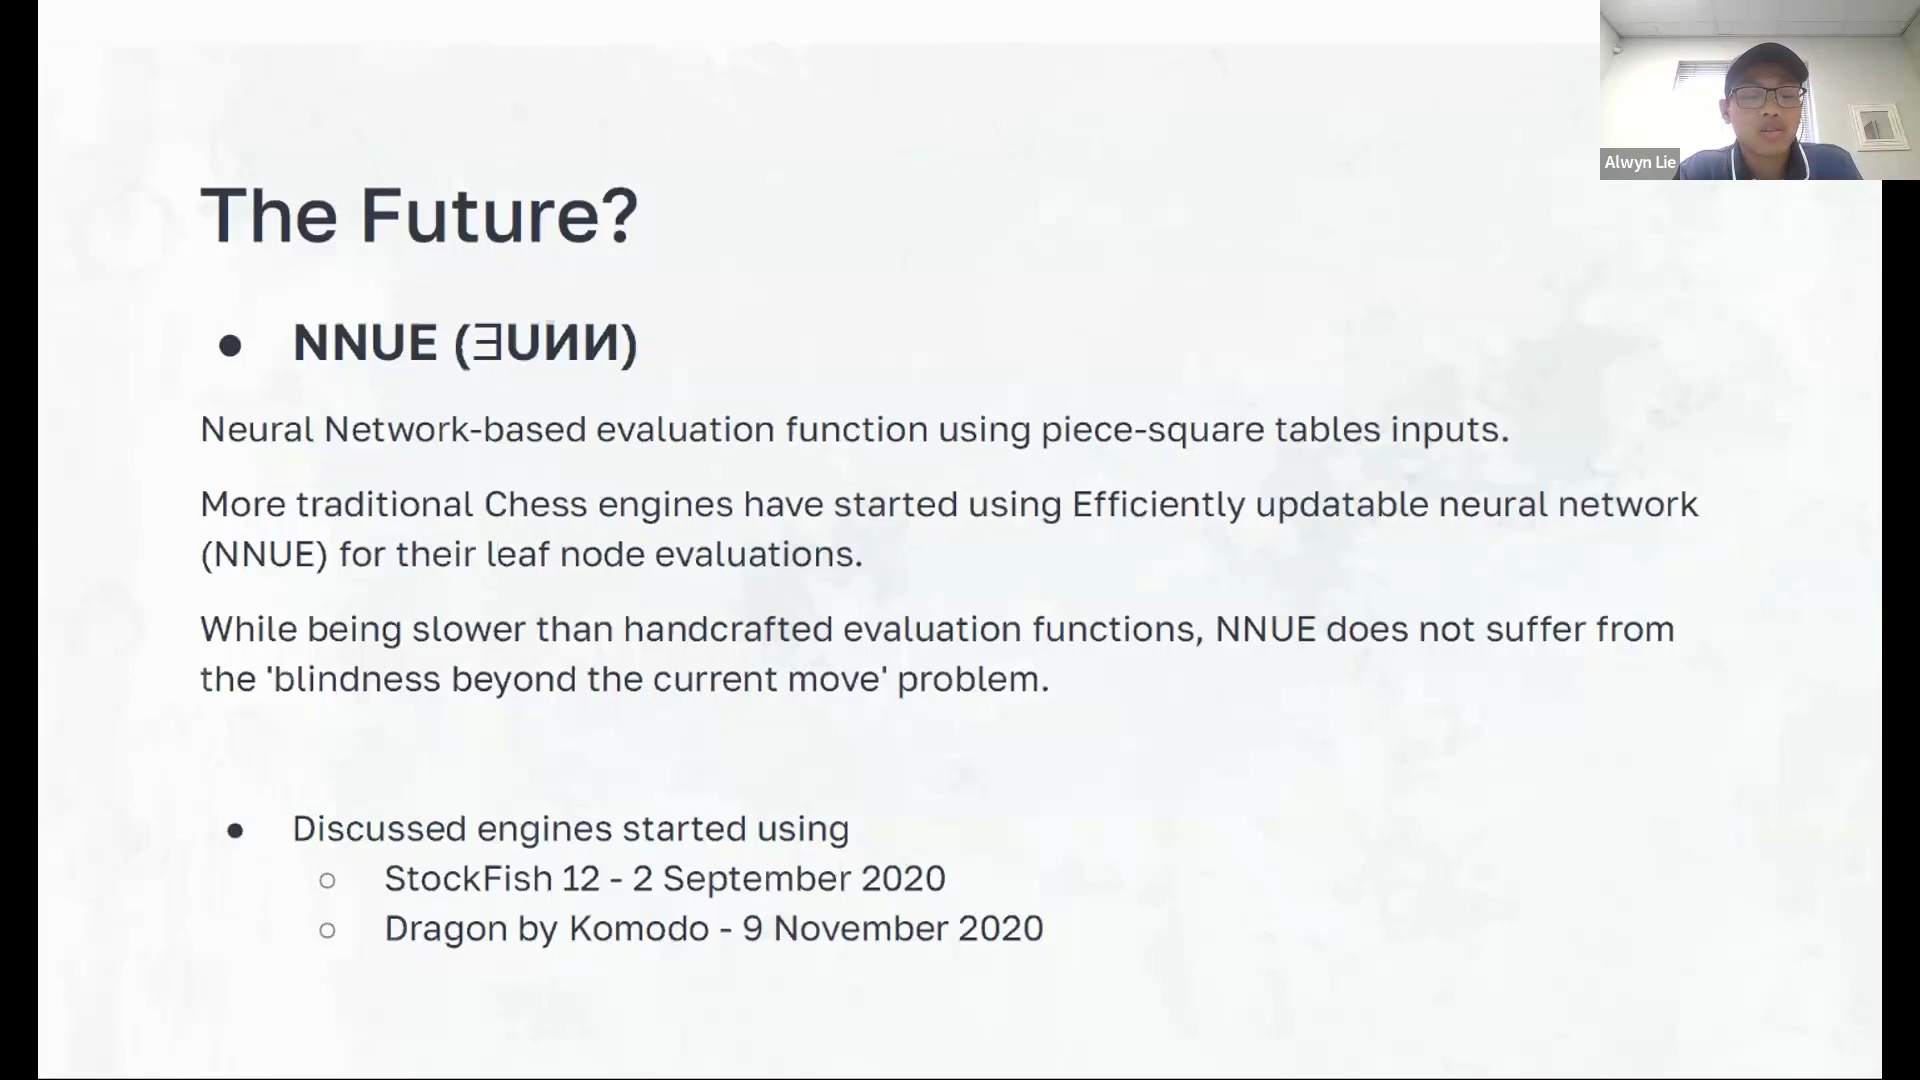 Alwyn Lie
The Future?
● NNUE (ƎUИИ)
Neural Network-based evaluation function using piece-square tables inputs.
More traditional Chess engines have started using Efficiently updatable neural network
(NNUE) for their leaf node evaluations.
While being slower than handcrafted evaluation functions, NNUE does not suffer from
the 'blindness beyond the current move' problem.
● Discussed engines started using
○ StockFish 12 - 2 September 2020
○ Dragon by Komodo - 9 November 2020